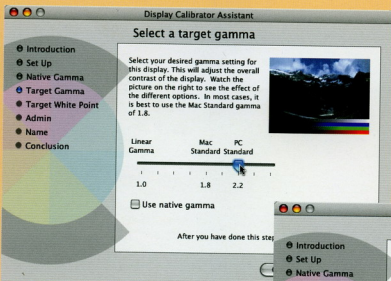 Display Calibrator Assistant
Select a target gamma
Introduction
Set Up
Native Gamma
Target Gamma
Target White Point
Admin
Name
Conclusion
Select your desired gamma setting for
this display. This will adjust the overall
contrast of the display. Watch the
picture on the right to see the effect of
the different options. In most cases, it
is best to use the Mac Standard gamma
of 1.8.
Linear Gamma
Mac Standard
PC Standard
1.0 1.8 2.2
Use native gamma
After you have done this step
Introduction
Set Up
Native Gamma